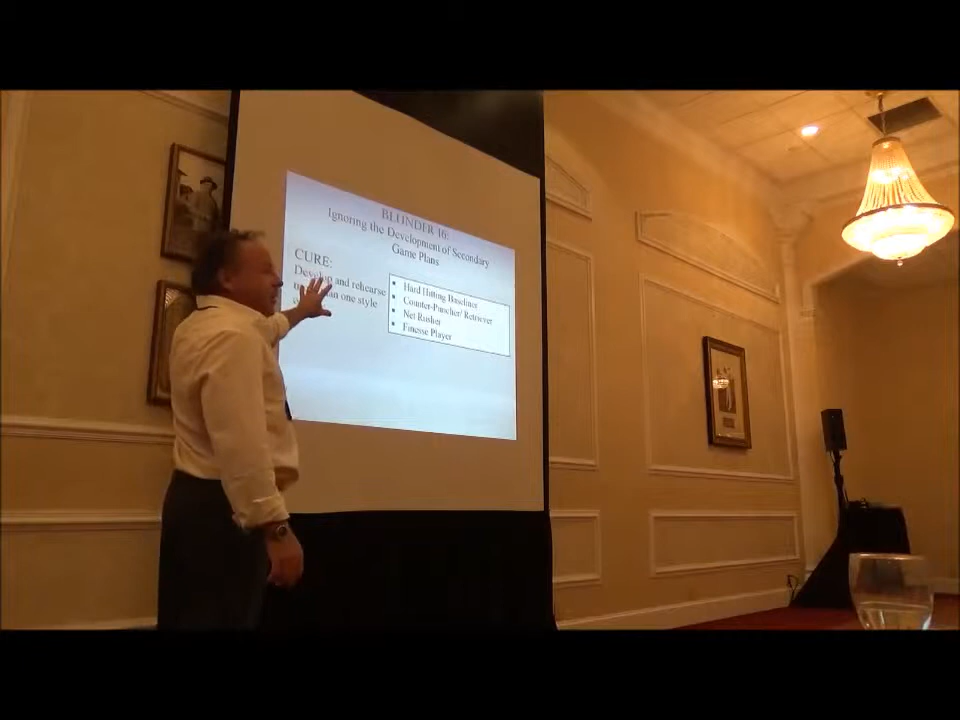 BLUNDER 16:
Ignoring the Development of Secondary
Game Plans
CURE:
Develop and rehearse
than one style
▪ Hard Hitting Baseliner
▪ Counter-Puncher/ Retriever
▪ Net Rusher
▪ Finesse Player